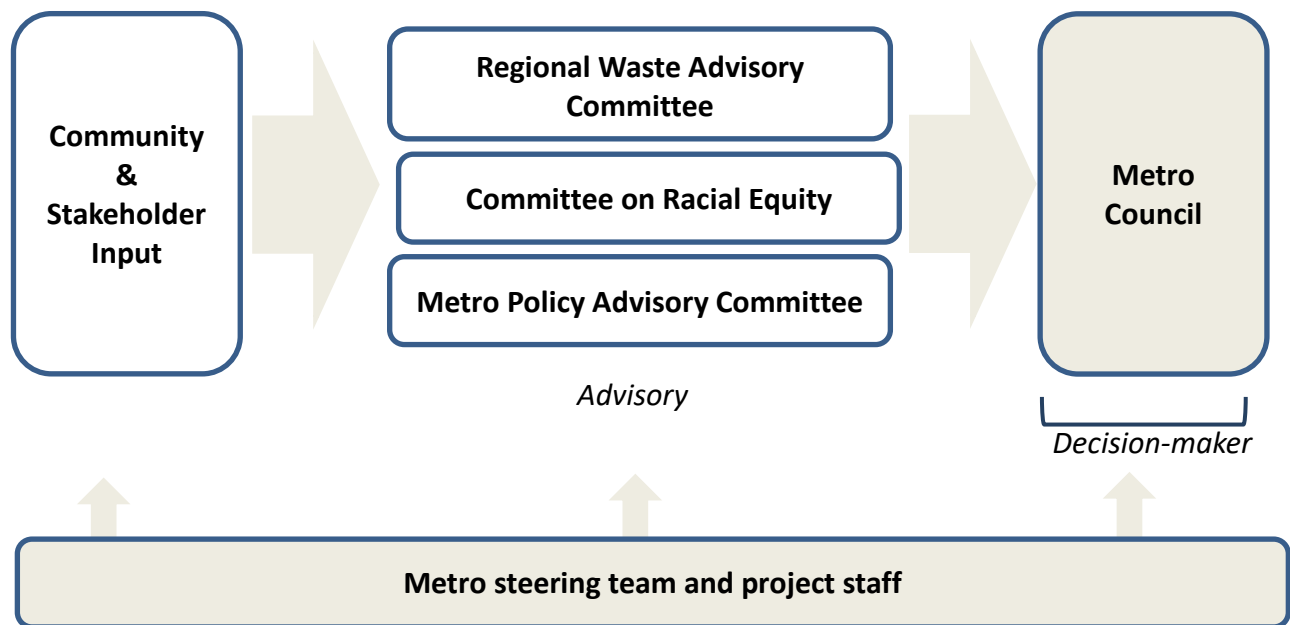 Community
&
Stakeholder
Input
Regional Waste Advisory
Committee
Committee on Racial Equity
Metro Policy Advisory Committee
Advisory
Metro
Council
Decision-maker
Metro steering team and project staff